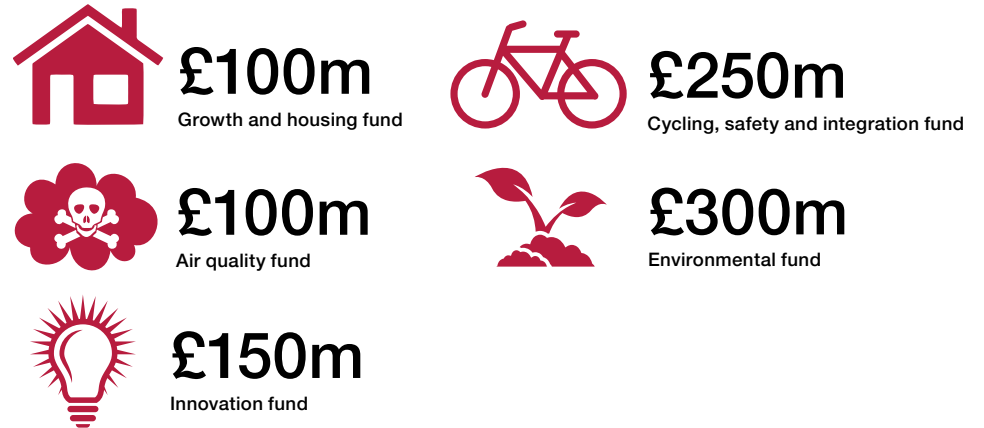 £100m
Growth and housing fund
£250m
Cycling, safety and integration fund
£100m
Air quality fund
£300m
Environmental fund
£150m
Innovation fund